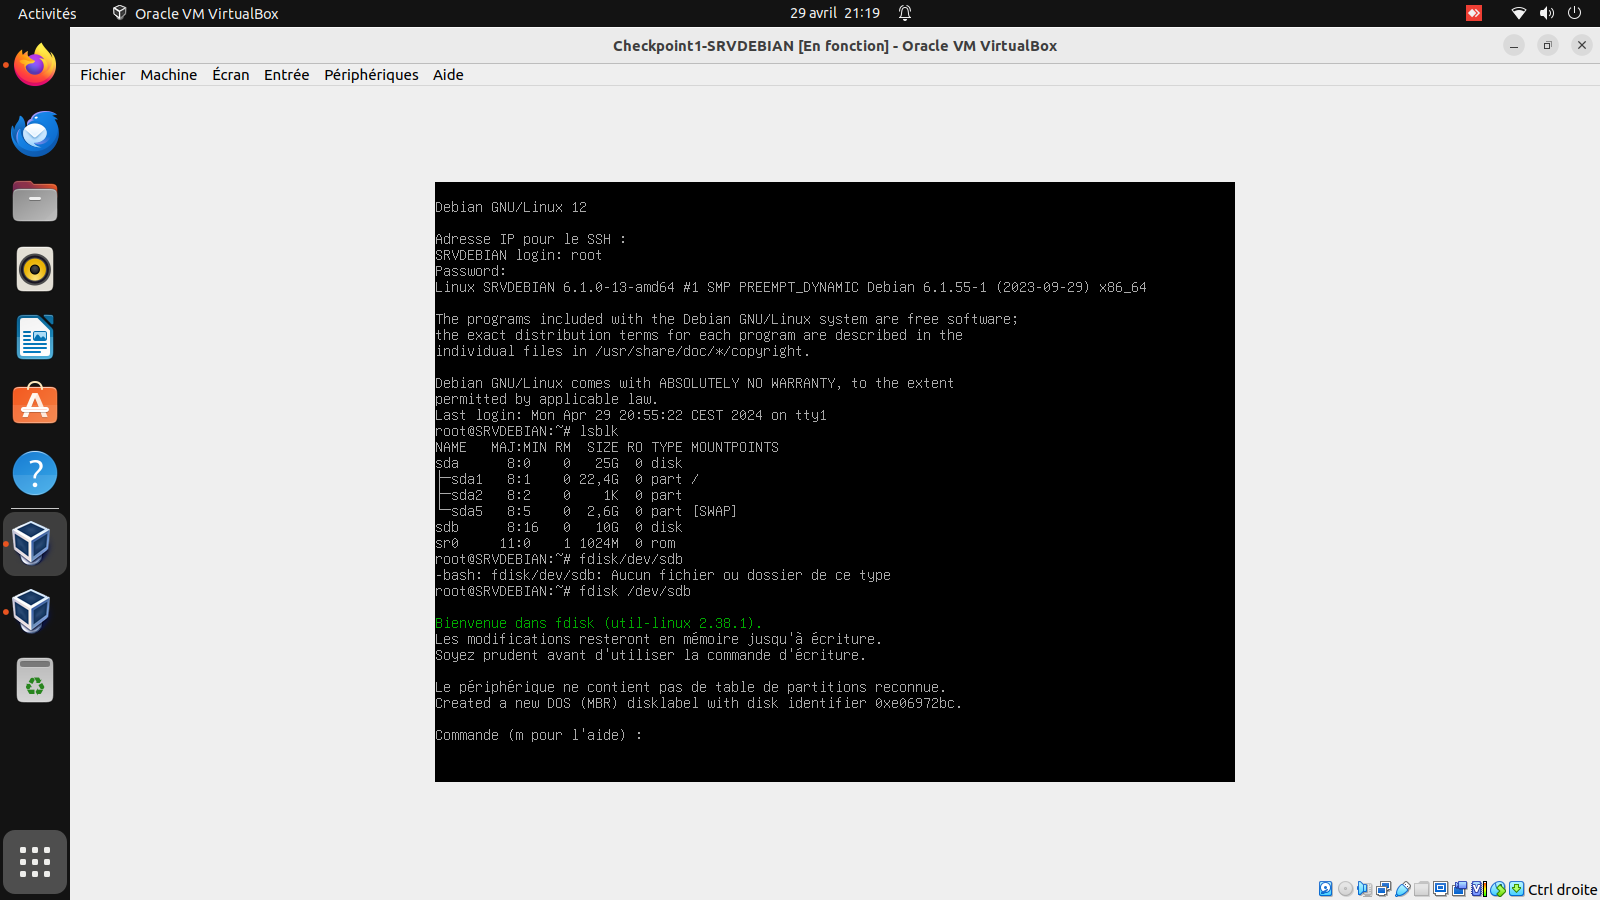 Activités
Oracle VM VirtualBox
29 avril 21:19
Checkpoint1-SRVDEBIAN [En fonction] - Oracle VM VirtualBox
Fichier Machine Écran Entrée Périphériques Aide
Debian GNU/Linux 12
Adresse IP pour le SSH :
SRVDEBIAN login: root
Password:
Linux SRVDEBIAN 6.1.0-13-amd64 #1 SMP PREEMPT_DYNAMIC Debian 6.1.55-1 (2023-09-29) x86_64
The programs included with the Debian GNU/Linux system are free software;
the exact distribution terms for each program are described in the
individual files in /usr/share/doc/*/copyright.
Debian GNU/Linux comes with ABSOLUTELY NO WARRANTY, to the extent
permitted by applicable law.
Last login: Mon Apr 29 20:55:22 CEST 2024 on tty1
root@SRVDEBIAN:~# lsblk
NAME   MAJ:MIN RM  SIZE RO TYPE MOUNTPOINTS
sda      8:0    0   25G  0 disk
├─sda1   8:1    0 22,4G  0 part /
├─sda2   8:2    0    1K  0 part
└─sda5   8:5    0  2,6G  0 part [SWAP]
sdb      8:16   0   10G  0 disk
sr0     11:0    1 1024M  0 rom
root@SRVDEBIAN:~# fdisk/dev/sdb
-bash: fdisk/dev/sdb: Aucun fichier ou dossier de ce type
root@SRVDEBIAN:~# fdisk /dev/sdb
Bienvenue dans fdisk (util-linux 2.38.1).
Les modifications resteront en mémoire jusqu'à écriture.
Soyez prudent avant d'utiliser la commande d'écriture.
Le périphérique ne contient pas de table de partitions reconnue.
Created a new DOS (MBR) disklabel with disk identifier 0xe06972bc.
Commande (m pour l'aide) :
Ctrl droite